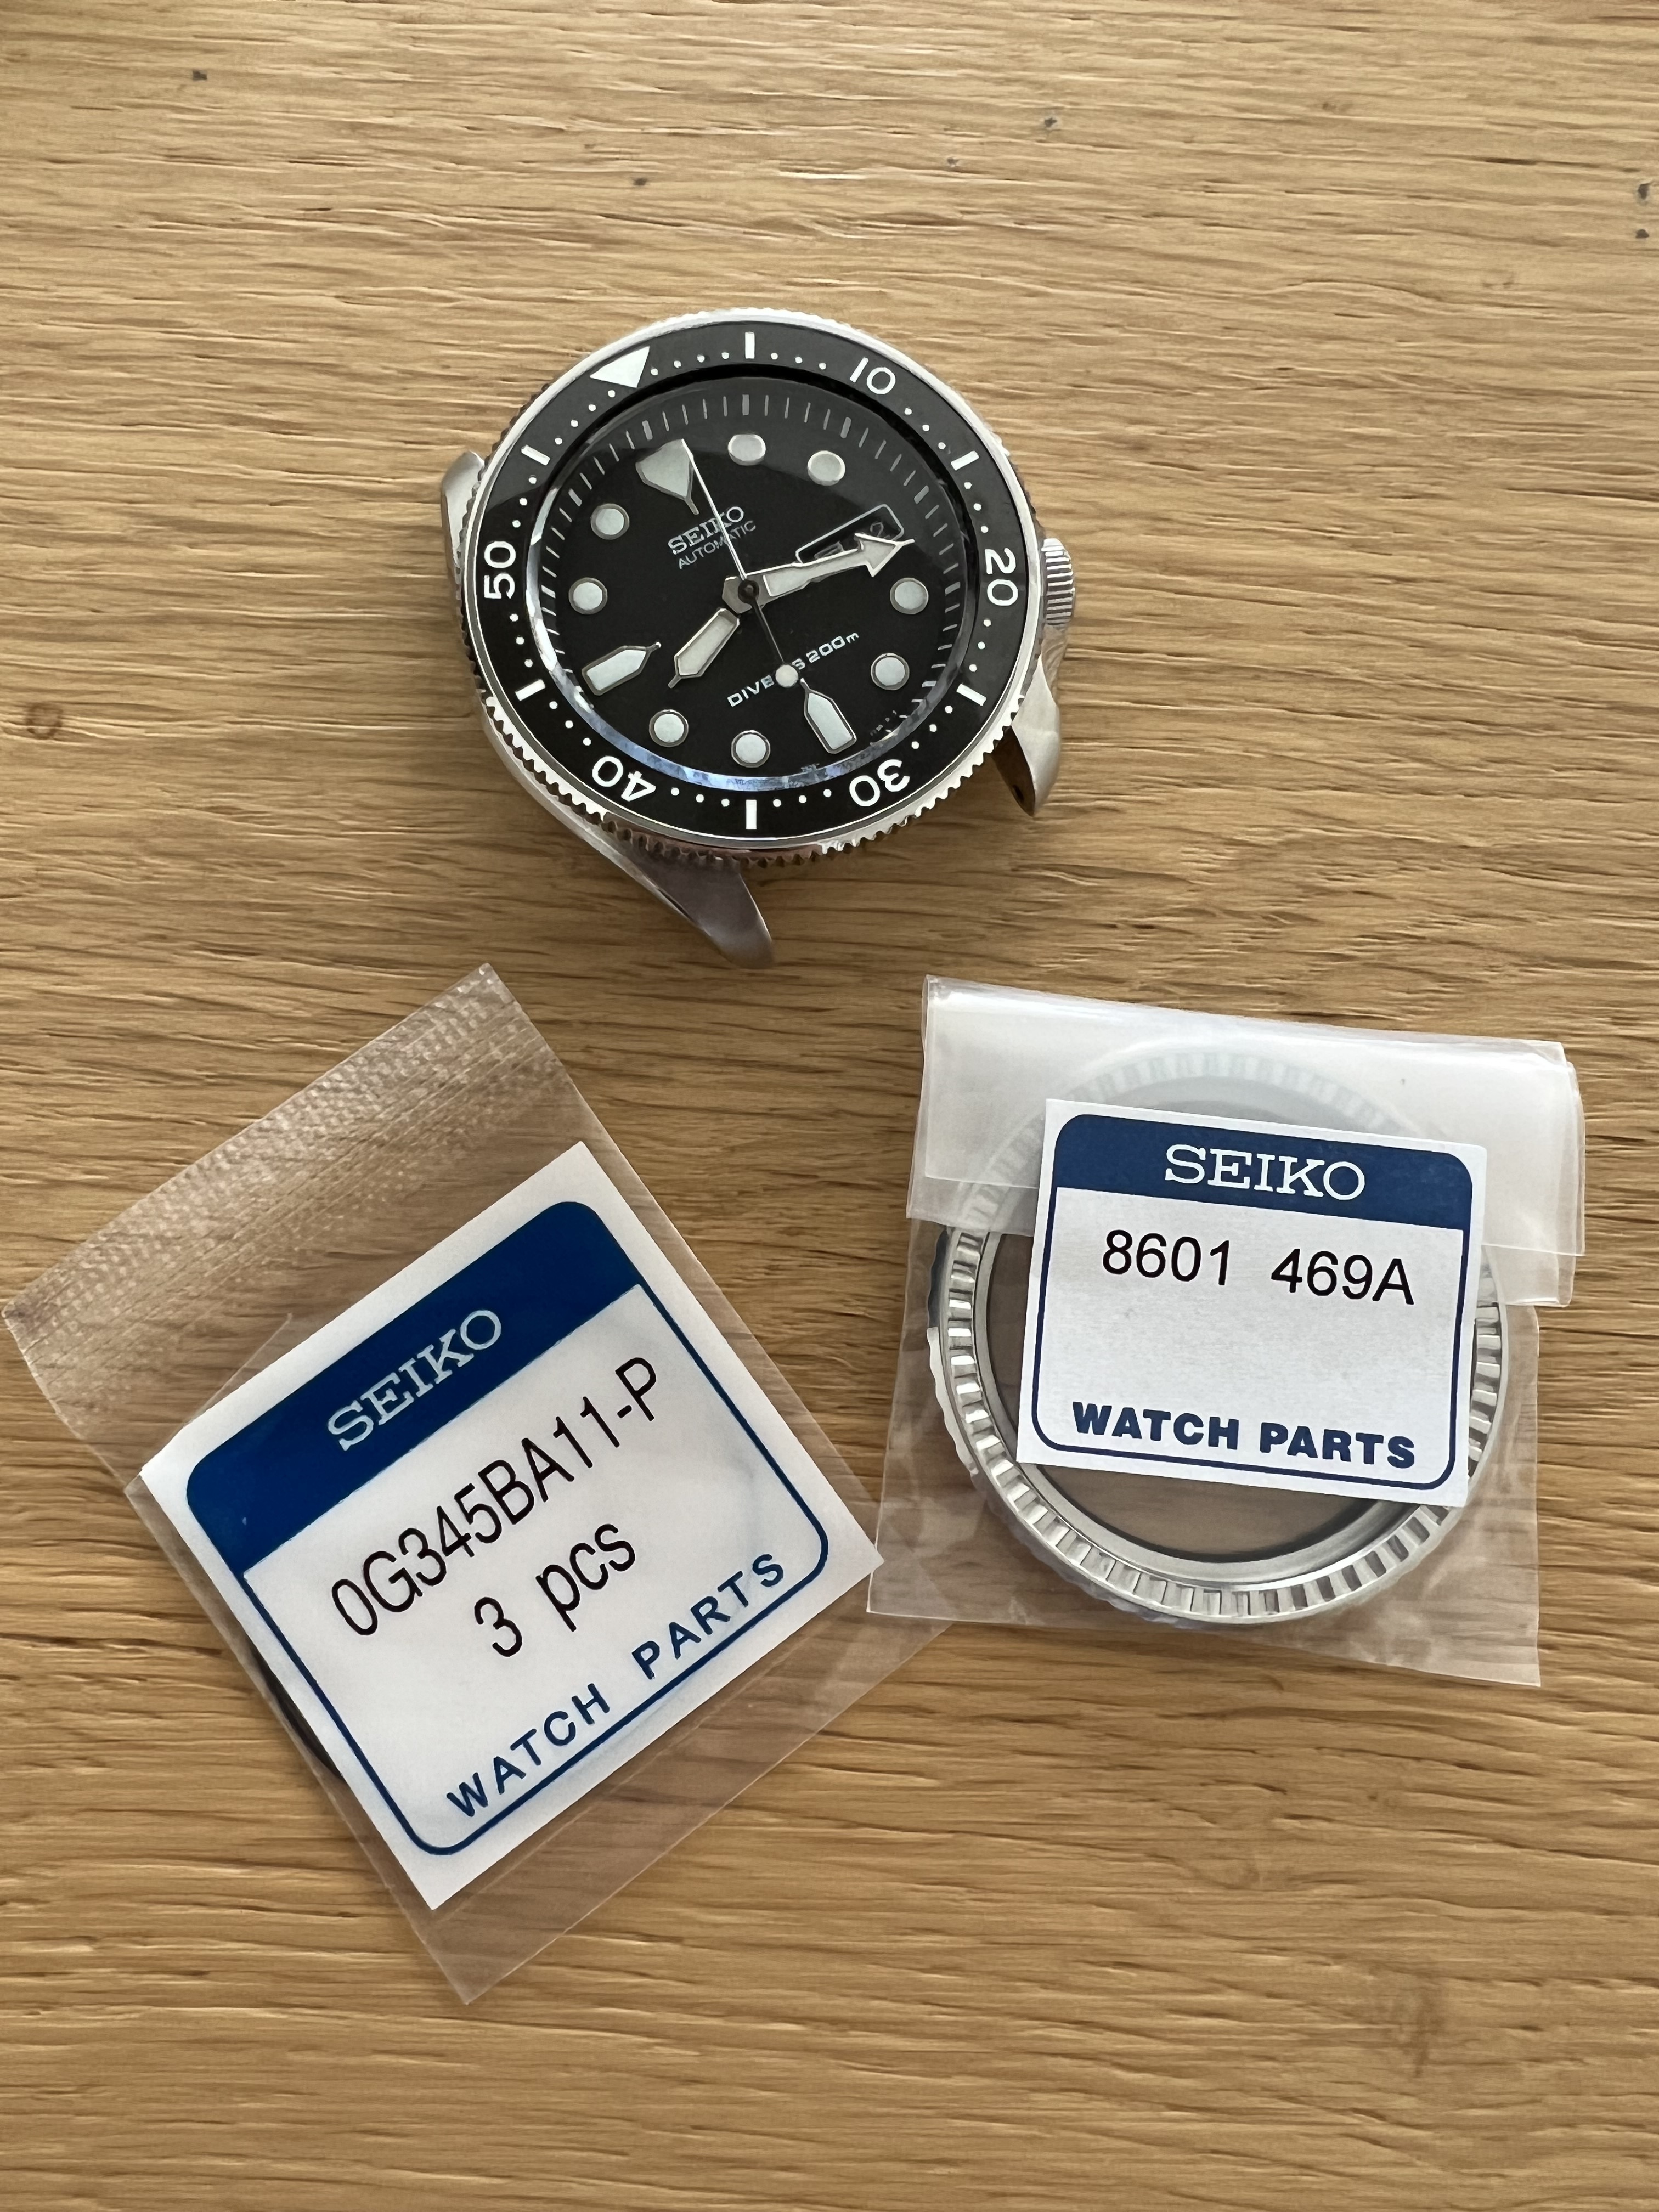 10
20
30
40
50
SEIKO
AUTOMATIC
DIVER'S 200m
SEIKO
0G345BA11-P
3 pcs
WATCH PARTS
SEIKO
8601 469A
WATCH PARTS